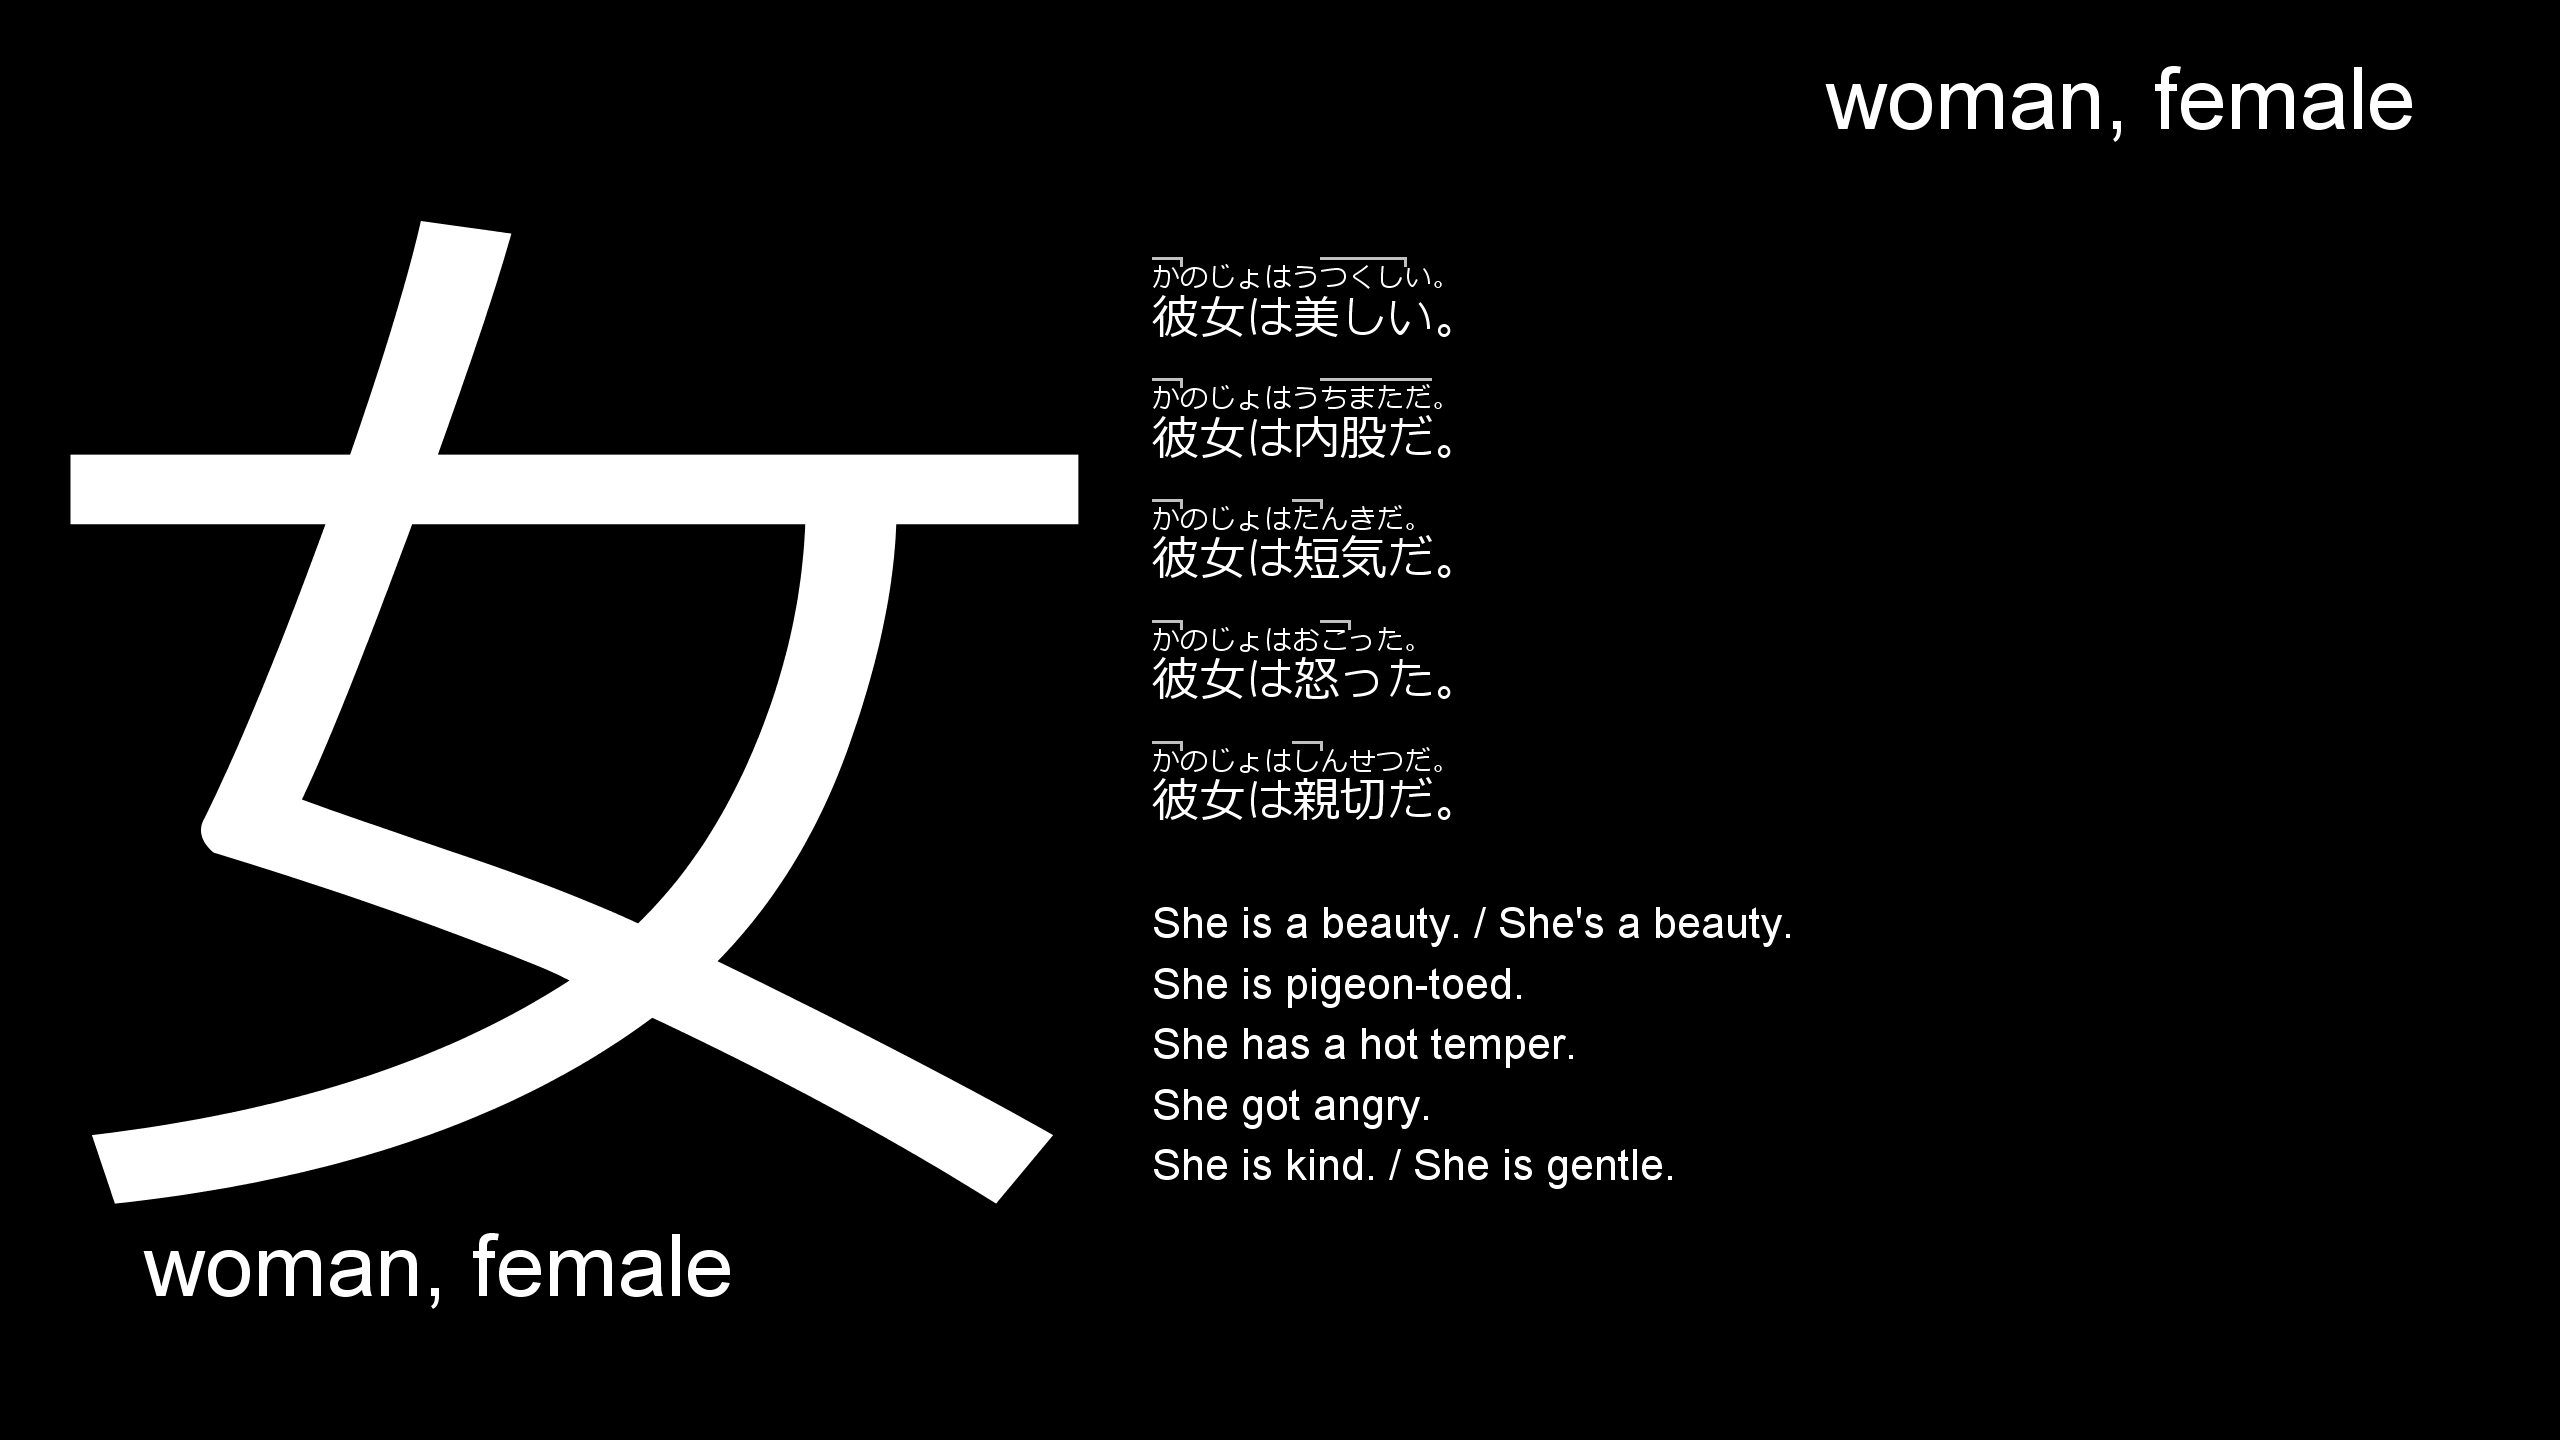 woman, female
女
かのじょはうつくしい。
彼女は美しい。
かのじょはうちまただ。
彼女は内股だ。
かのじょはたんきだ。
彼女は短気だ。
かのじょはおこった。
彼女は怒った。
かのじょはしんせつだ。
彼女は親切だ。
She is a beauty. / She's a beauty.
She is pigeon-toed.
She has a hot temper.
She got angry.
She is kind. / She is gentle.
woman, female